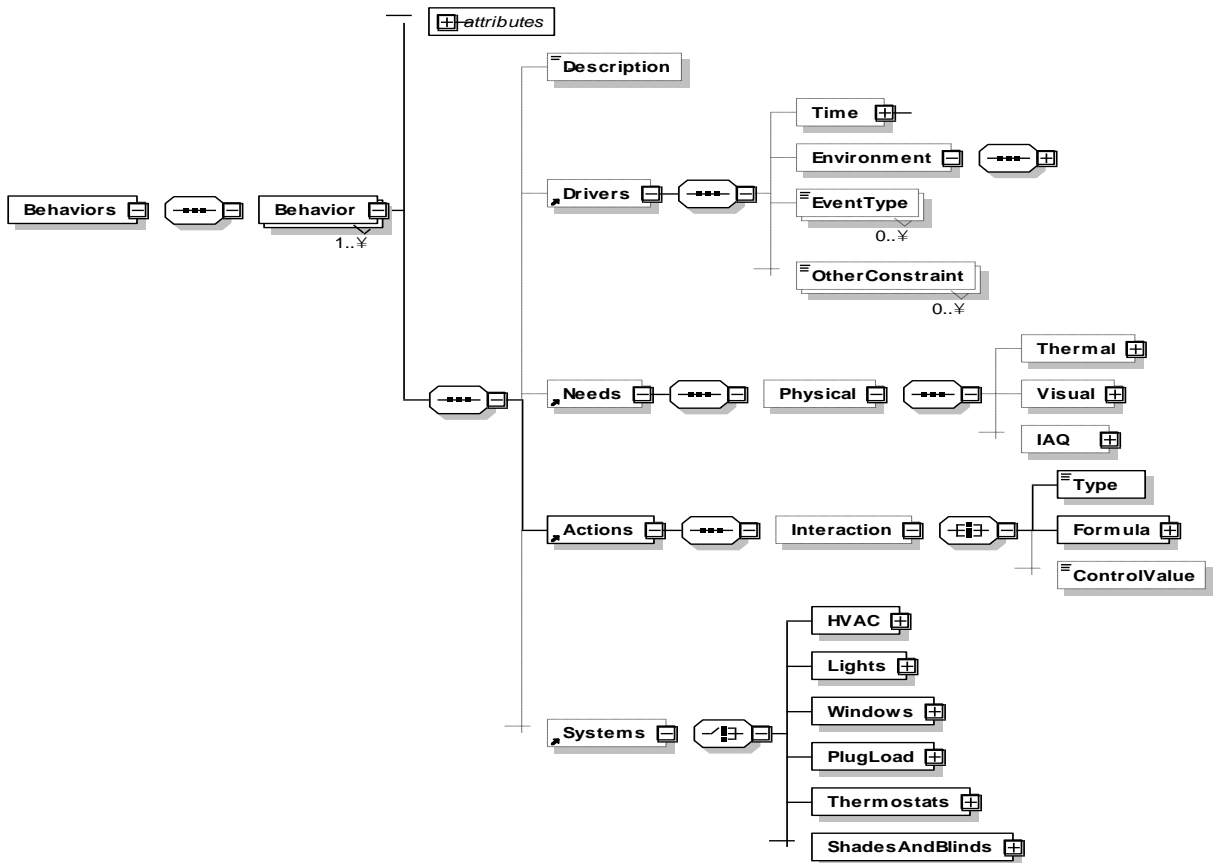 attributes
Description
Time
Environment
Drivers
EventType
Behaviors
Behavior
1..¥
0..¥
OtherConstraint
0..¥
Thermal
Needs
Physical
Visual
IAQ
Type
Actions
Interaction
Formula
ControlValue
HVAC
Lights
Windows
Systems
PlugLoad
Thermostats
ShadesAndBlinds